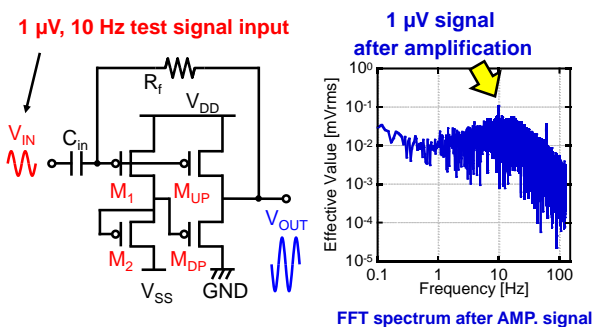 1 µV, 10 Hz test signal input
R_f
V_DD
V_IN
C_in
M_1
M_UP
M_2
M_DP
V_OUT
V_SS
GND
1 µV signal
after amplification
Effective Value [mVrms]
10^0
10^-1
10^-2
10^-3
10^-4
10^-5
0.1
1
10
100
Frequency [Hz]
FFT spectrum after AMP. signal